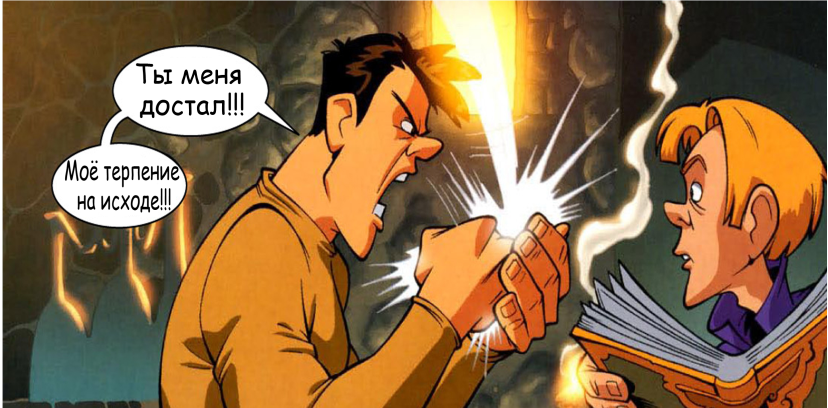 Ты меня
достал!!!
Моё терпение
на исходе!!!